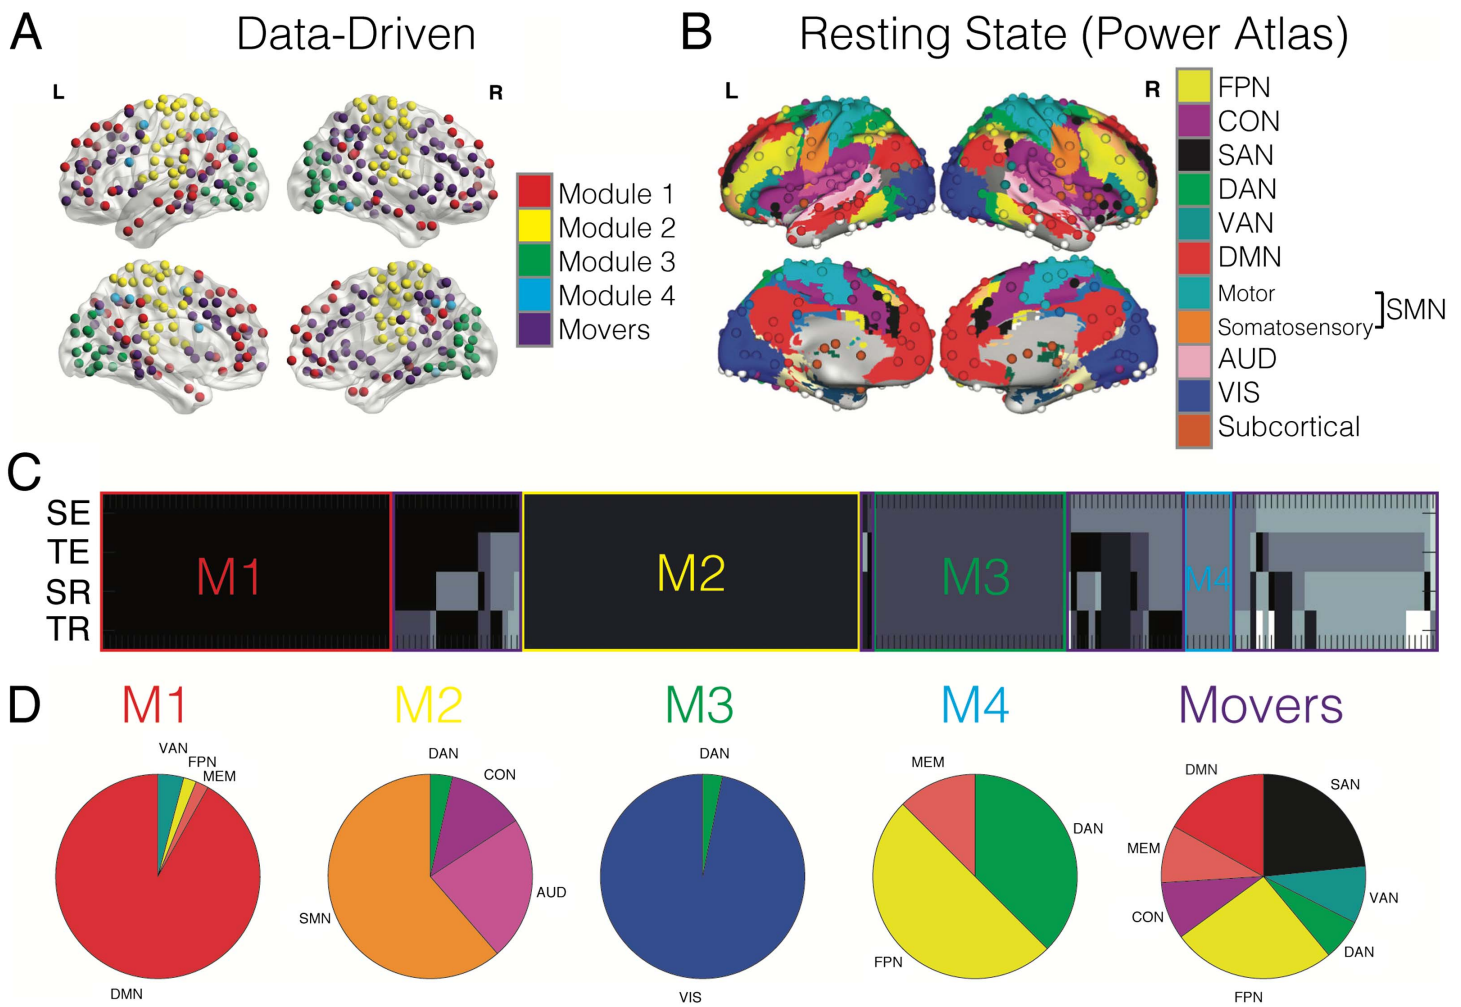 A
Data-Driven
L
R
Module 1
Module 2
Module 3
Module 4
Movers
B
Resting State (Power Atlas)
L
R
FPN
CON
SAN
DAN
VAN
DMN
Motor
Somatosensory
SMN
AUD
VIS
Subcortical
C
SE
TE
SR
TR
M1
M2
M3
M4
D
M1
M2
M3
M4
Movers
VAN
FPN
MEM
DMN
DAN
CON
AUD
SMN
DAN
VIS
MEM
DAN
FPN
DMN
SAN
MEM
VAN
CON
DAN
FPN